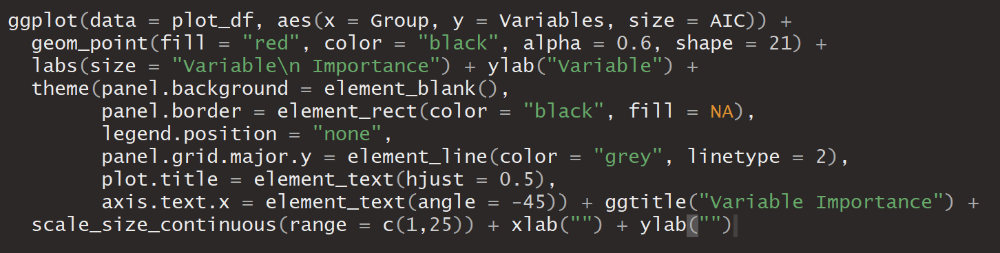 ggplot(data = plot_df, aes(x = Group, y = Variables, size = AIC)) +
  geom_point(fill = "red", color = "black", alpha = 0.6, shape = 21) +
  labs(size = "Variable\n Importance") + ylab("Variable") +
  theme(panel.background = element_blank(),
        panel.border = element_rect(color = "black", fill = NA),
        legend.position = "none",
        panel.grid.major.y = element_line(color = "grey", linetype = 2),
        plot.title = element_text(hjust = 0.5),
        axis.text.x = element_text(angle = -45)) + ggtitle("Variable Importance") +
  scale_size_continuous(range = c(1,25)) + xlab("") + ylab("")